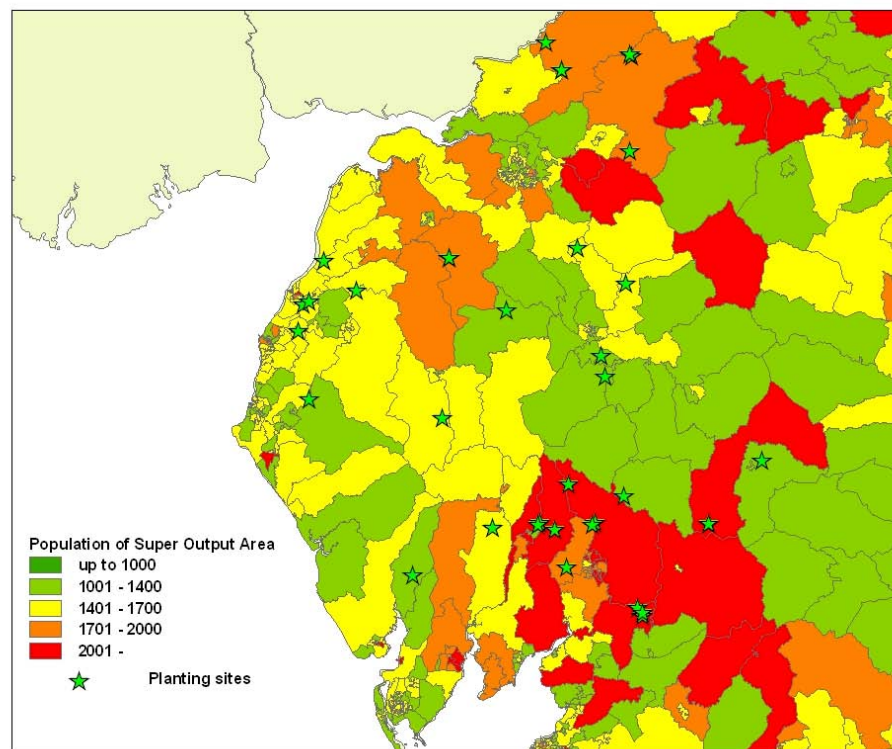 Population of Super Output Area
up to 1000
1001 - 1400
1401 - 1700
1701 - 2000
2001 -
Planting sites